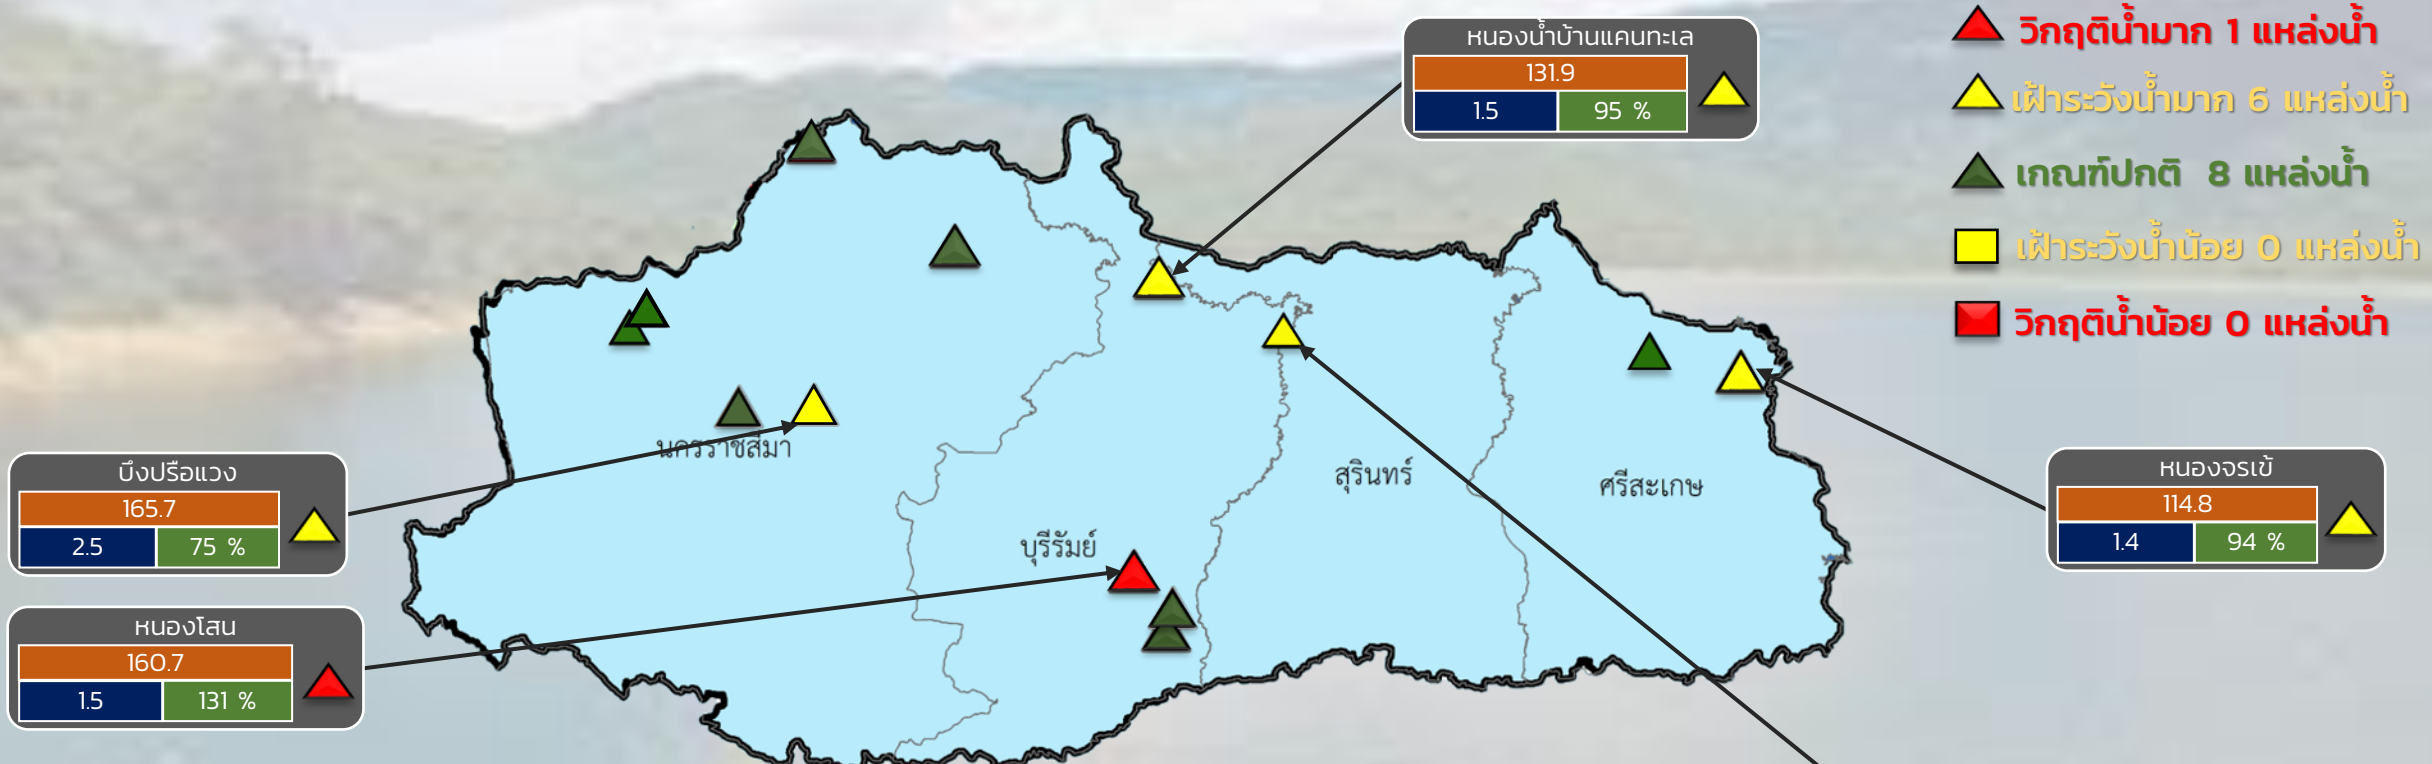 หนองน้ำบ้านแคนทะเล
131.9
1.5 95 %
วิกฤติน้ำมาก 1 แหล่งน้ำ
เฝ้าระวังน้ำมาก 6 แหล่งน้ำ
เกณฑ์ปกติ 8 แหล่งน้ำ
เฝ้าระวังน้ำน้อย 0 แหล่งน้ำ
วิกฤติน้ำน้อย 0 แหล่งน้ำ
นครราชสีมา
บุรีรัมย์
สุรินทร์
ศรีสะเกษ
บึงปรือแวง
165.7
2.5 75 %
หนองโสน
160.7
1.5 131 %
หนองจรเข้
114.8
1.4 94 %